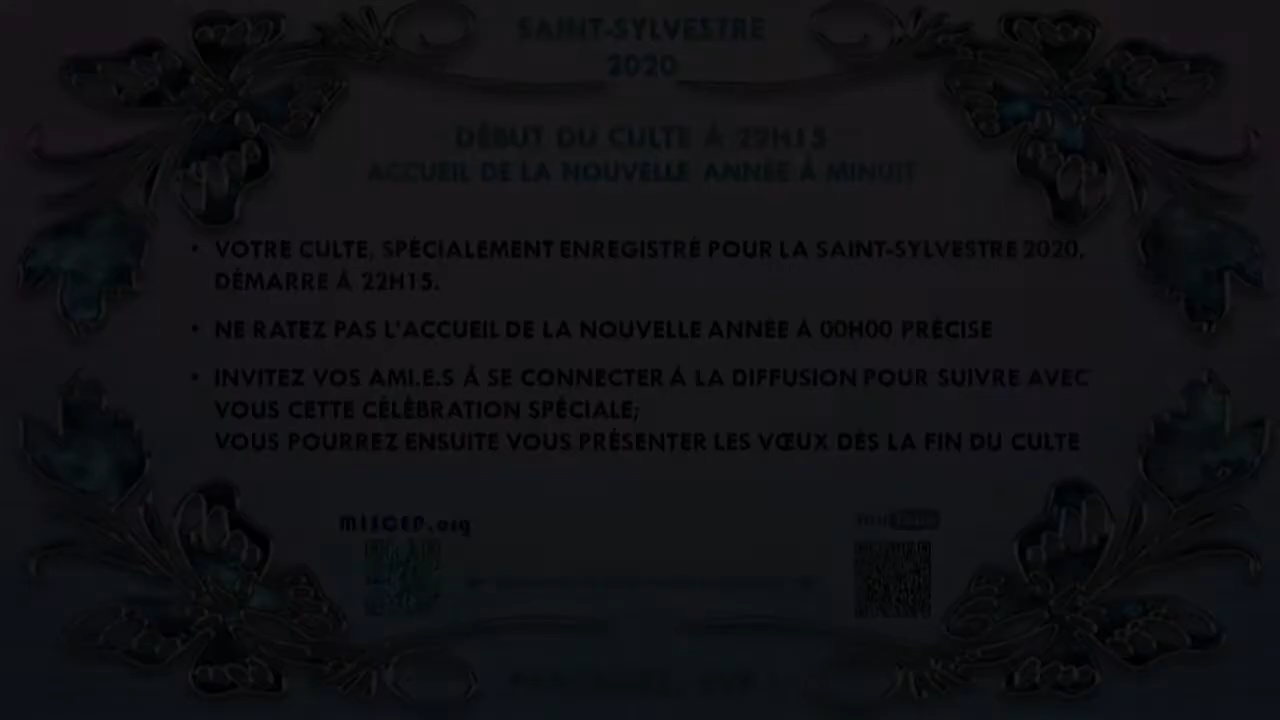 SAINT-SYLVESTRE
2020
DÉBUT DU CULTE À 22H15
ACCUEIL DE LA NOUVELLE ANNÉE À MINUIT
• VOTRE CULTE, SPÉCIALEMENT ENREGISTRÉ POUR LA SAINT-SYLVESTRE 2020,
DÉMARRE À 22H15.
• NE RATEZ PAS L'ACCUEIL DE LA NOUVELLE ANNÉE À 00H00 PRÉCISE
• INVITEZ VOS AMI.E.S À SE CONNECTER À LA DIFFUSION POUR SUIVRE AVEC
VOUS CETTE CÉLÉBRATION SPÉCIALE;
VOUS POURREZ ENSUITE VOUS PRÉSENTER LES VŒUX DÈS LA FIN DU CULTE
YouTube